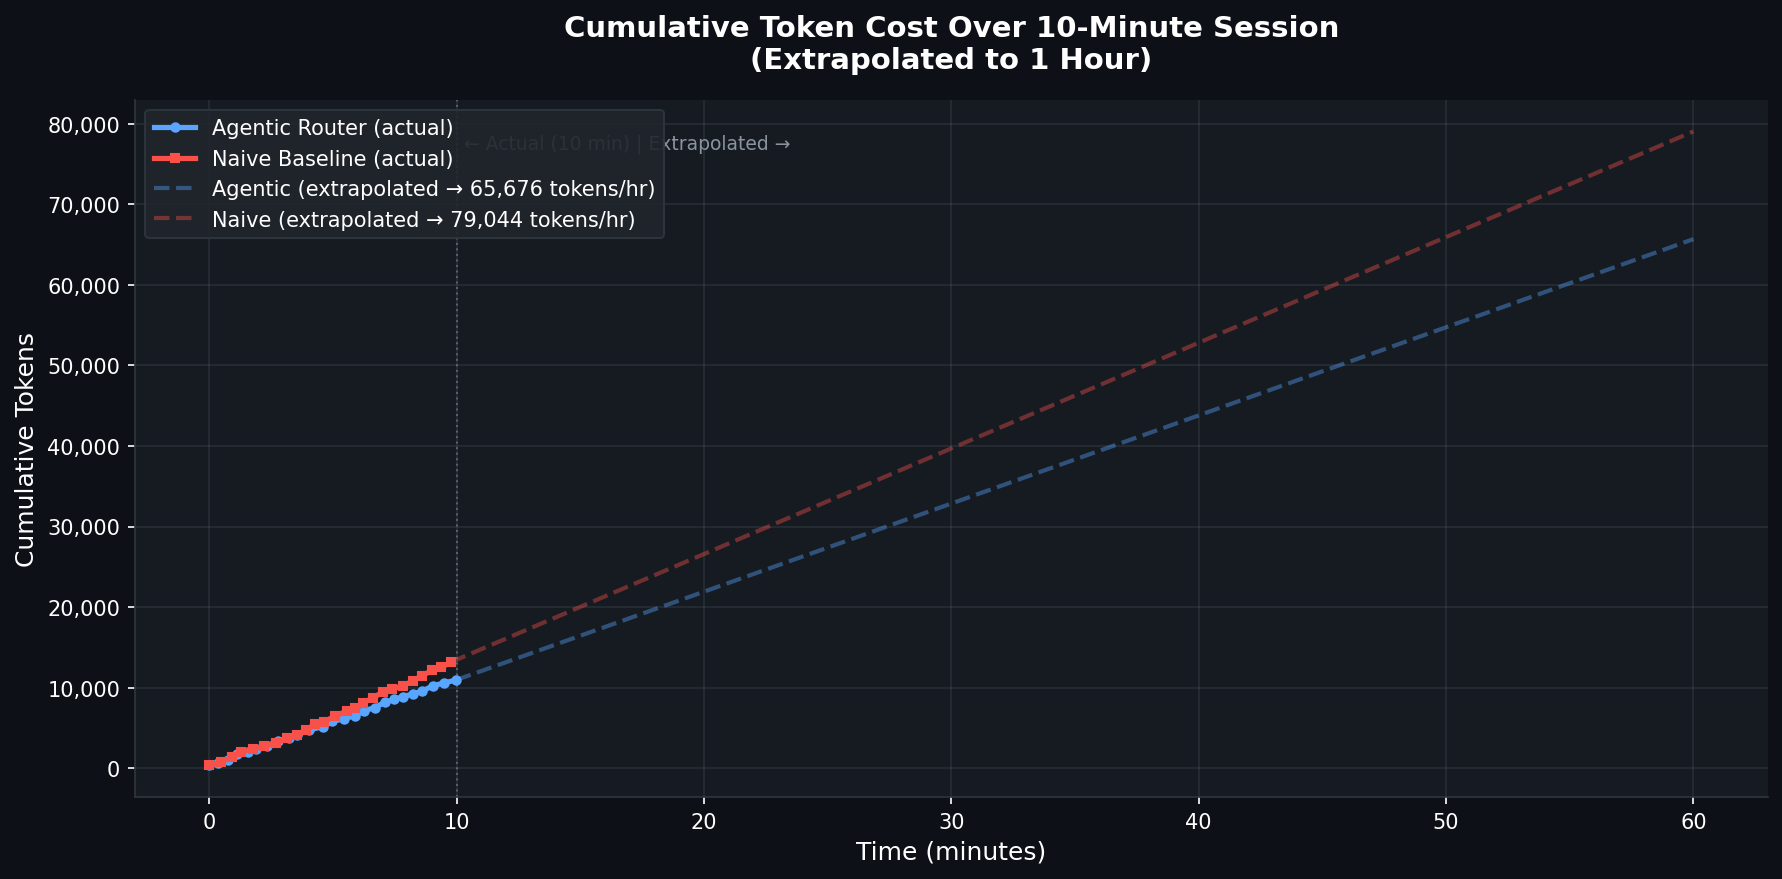 Cumulative Token Cost Over 10-Minute Session
(Extrapolated to 1 Hour)
Agentic Router (actual)
Naive Baseline (actual)
Agentic (extrapolated → 65,676 tokens/hr)
Naive (extrapolated → 79,044 tokens/hr)
← Actual (10 min) | Extrapolated →
Cumulative Tokens
80,000
70,000
60,000
50,000
40,000
30,000
20,000
10,000
0
0 10 20 30 40 50 60
Time (minutes)